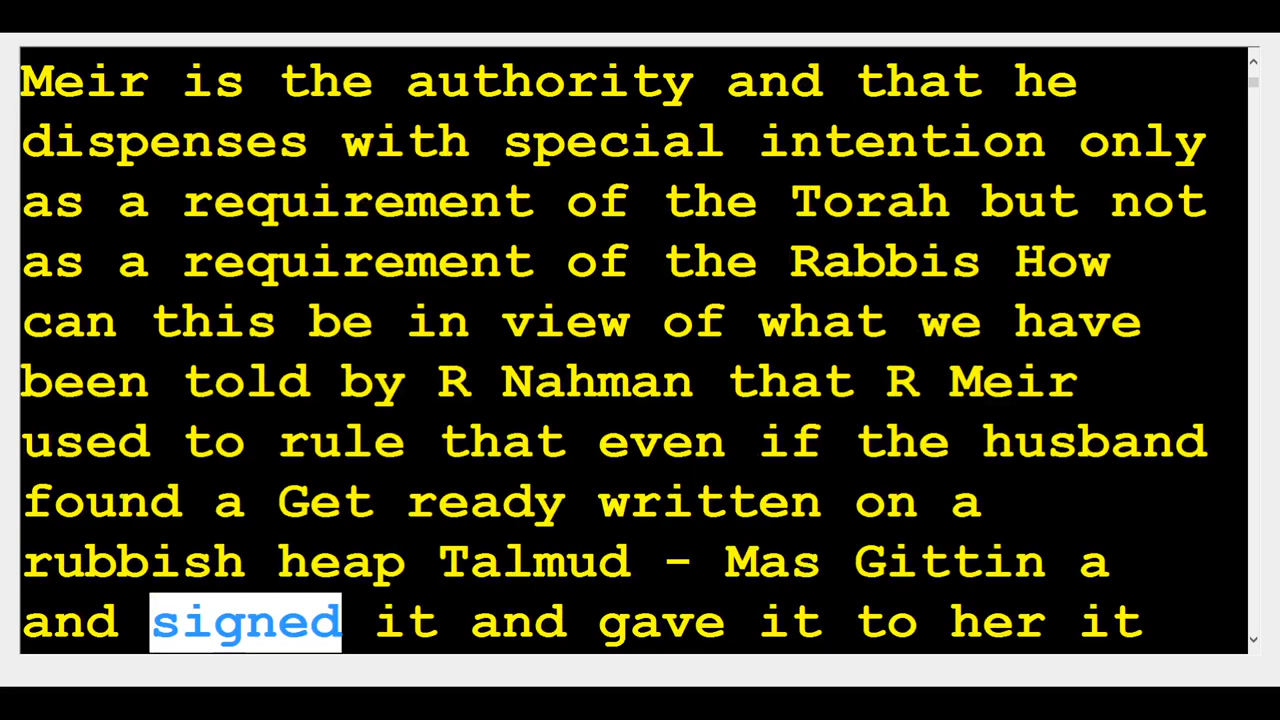 Meir is the authority and that he
dispenses with special intention only
as a requirement of the Torah but not
as a requirement of the Rabbis How
can this be in view of what we have
been told by R Nahman that R Meir
used to rule that even if the husband
found a Get ready written on a
rubbish heap Talmud - Mas Gittin a
and signed it and gave it to her it